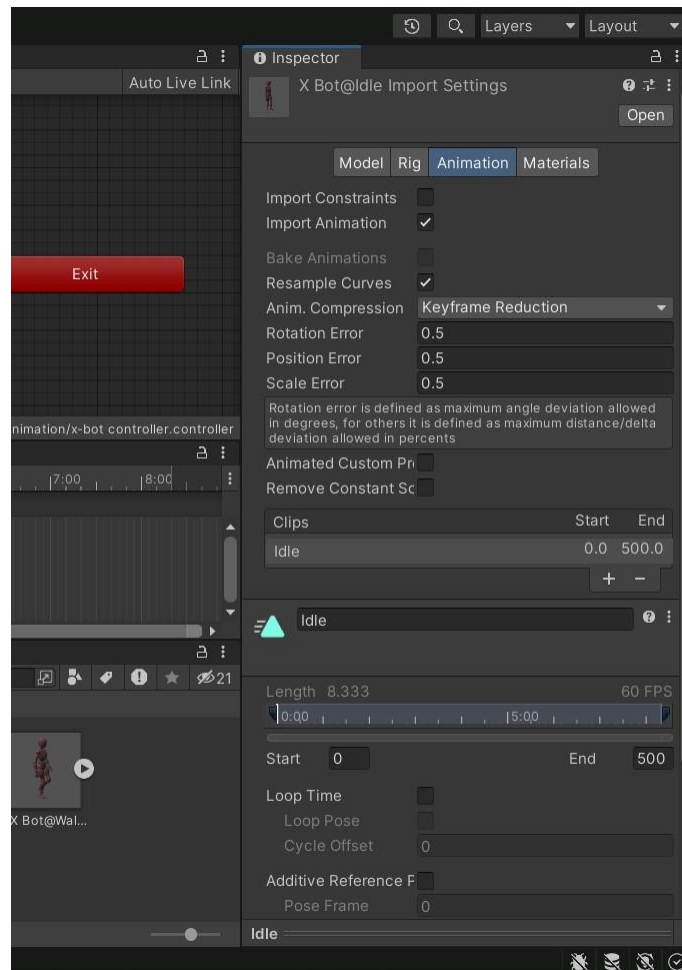 Layers
Layout
Inspector
Auto Live Link
X Bot@Idle Import Settings
Open
Model Rig Animation Materials
Import Constraints
Import Animation
Exit
Bake Animations
Resample Curves
Anim. Compression Keyframe Reduction
Rotation Error 0.5
Position Error 0.5
Scale Error 0.5
Rotation error is defined as maximum angle deviation allowed
in degrees, for others it is defined as maximum distance/delta
deviation allowed in percents
nimation/x-bot controller.controller
Animated Custom Pr
Remove Constant Sc
7:00 8:00
Clips Start End
Idle 0.0 500.0
Idle
21
Length 8.333 60 FPS
0:00 5:00
Start 0 End 500
X Bot@Wal...
Loop Time
Loop Pose
Cycle Offset 0
Additive Reference P
Pose Frame 0
Idle